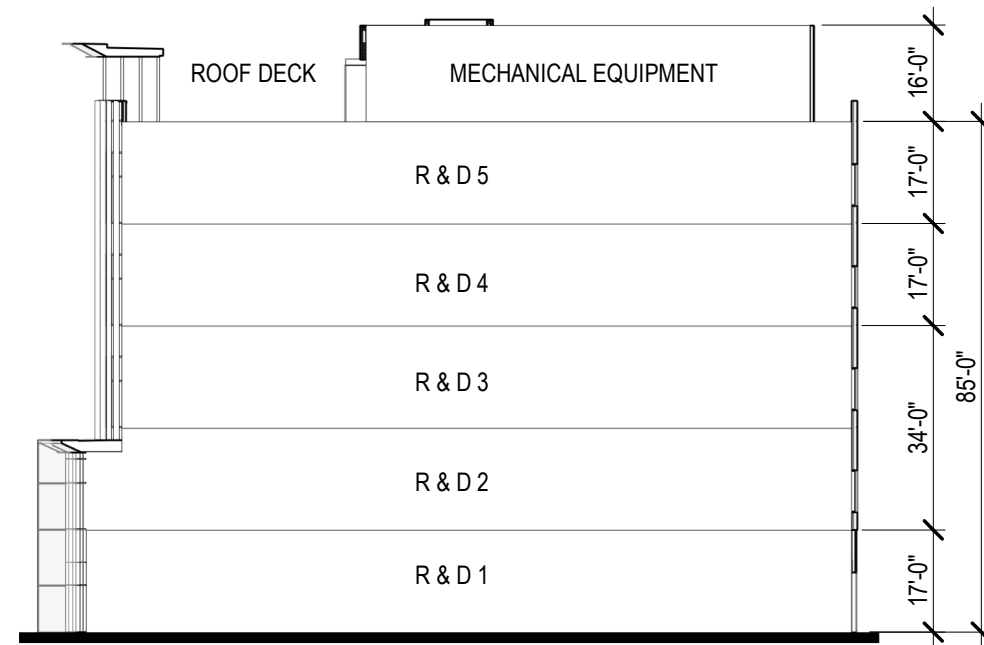 ROOF DECK
MECHANICAL EQUIPMENT
16'-0"
R & D 5
17'-0"
R & D 4
17'-0"
R & D 3
34'-0"
85'-0"
R & D 2
R & D 1
17'-0"